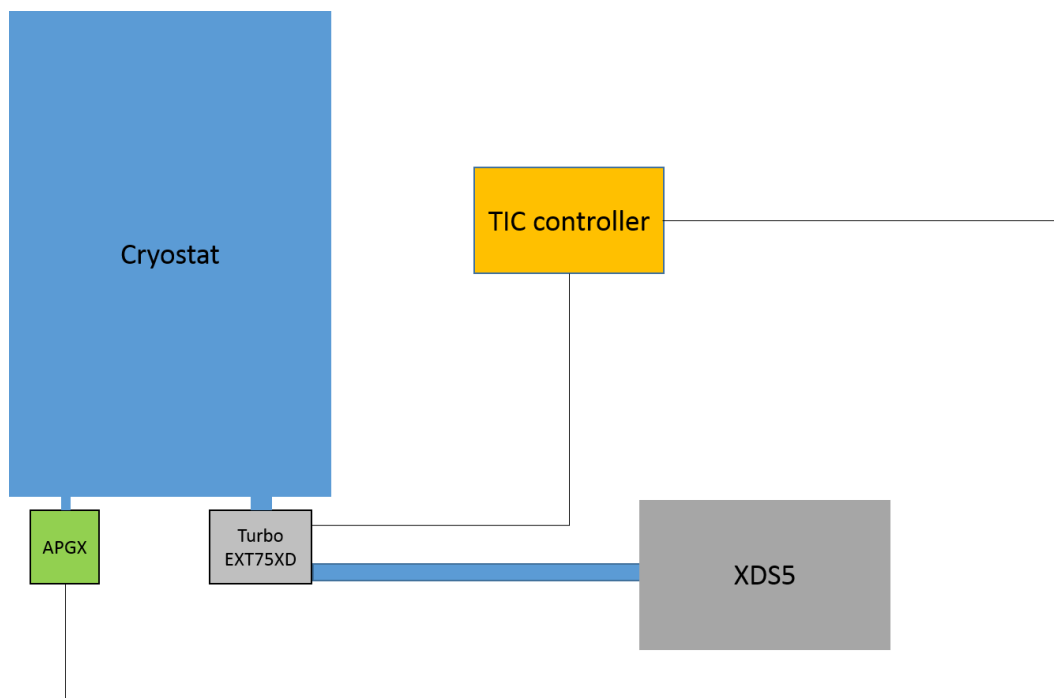 Cryostat
TIC controller
APGX
Turbo
EXT75XD
XDS5